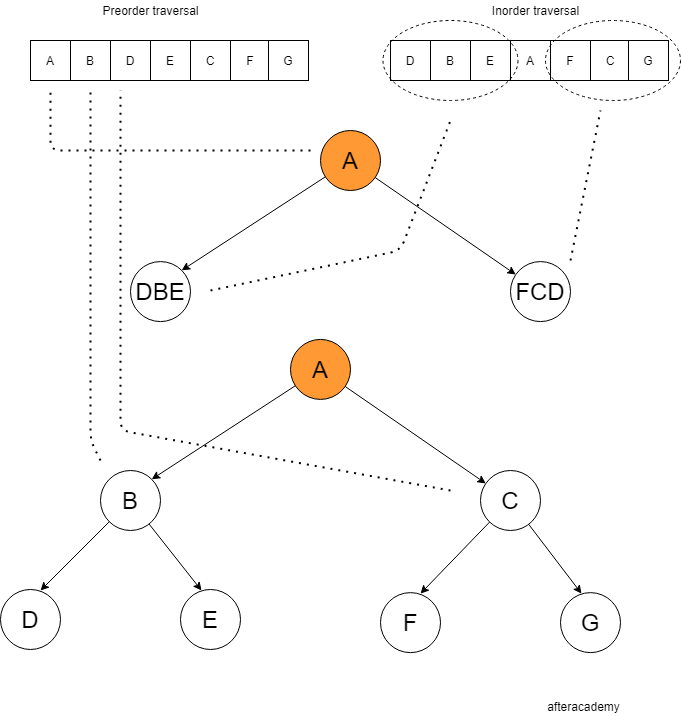 Preorder traversal
Inorder traversal
A B D E C F G
D B E A F C G
A
DBE
FCD
A
B
C
D
E
F
G
afteracademy